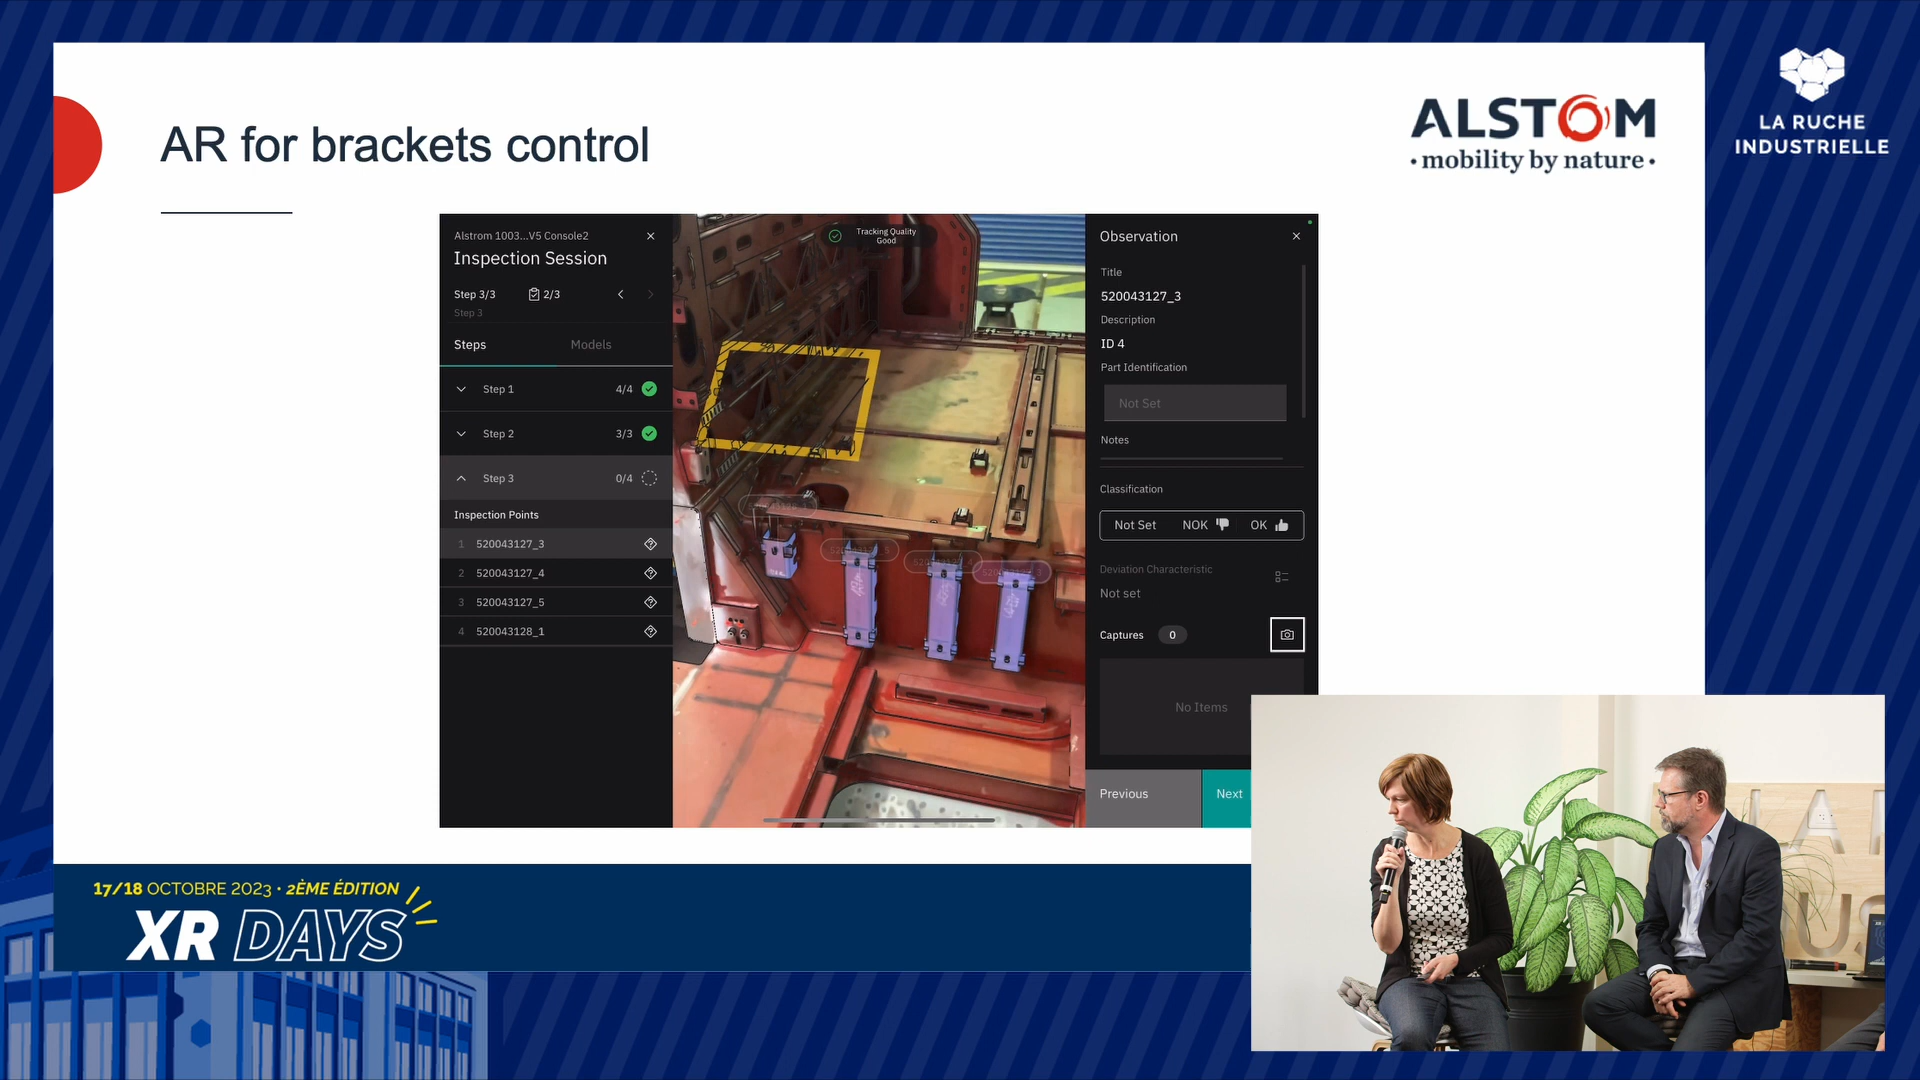 AR for brackets control
ALSTOM
• mobility by nature •
LA RUCHE
INDUSTRIELLE
Alstrom 1003...V5 Console2
Inspection Session
Step 3/3 2/3
Step 3
Steps Models
Step 1 4/4
Step 2 3/3
Step 3 0/4
Inspection Points
1 520043127_3
2 520043127_4
3 520043127_5
4 520043128_1
Tracking Quality
Good
Observation
Title
520043127_3
Description
ID 4
Part Identification
Not Set
Notes
Classification
Not Set NOK OK
Deviation Characteristic
Not set
Captures 0
No Items
Previous Next
17/18 OCTOBRE 2023 • 2ÈME ÉDITION
XR DAYS